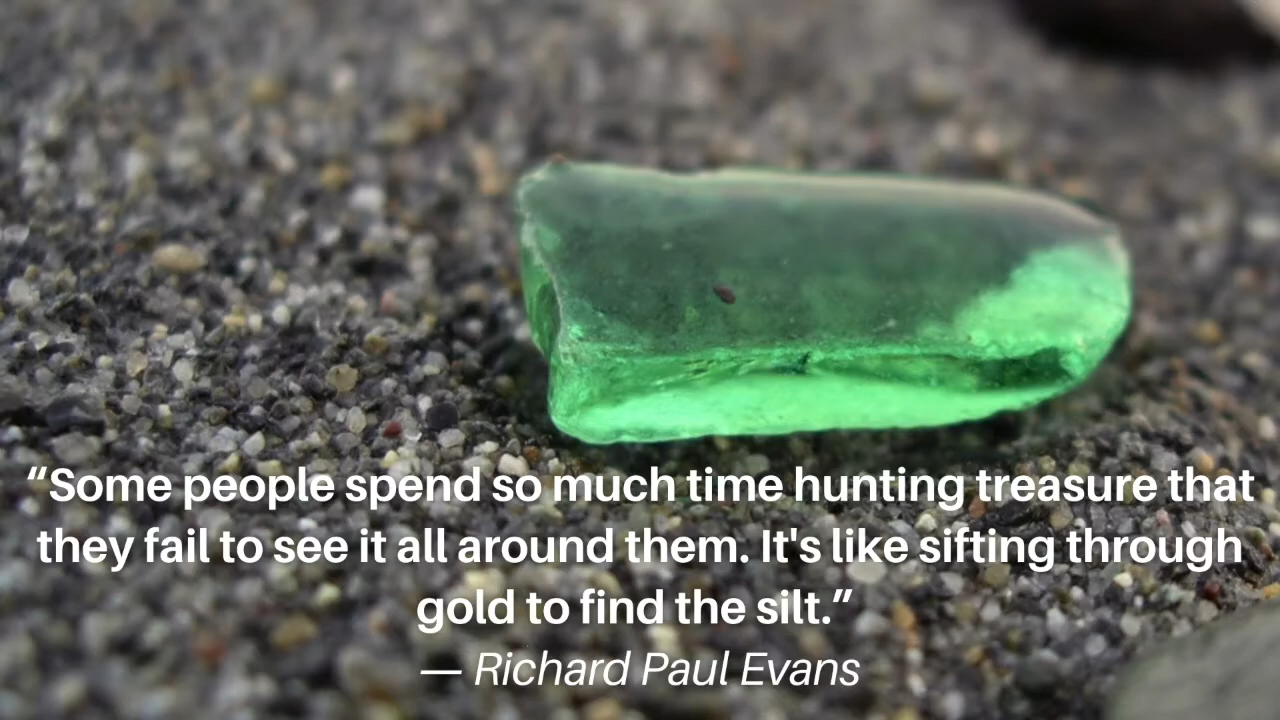 “Some people spend so much time hunting treasure that
they fail to see it all around them. It's like sifting through
gold to find the silt.”
— Richard Paul Evans